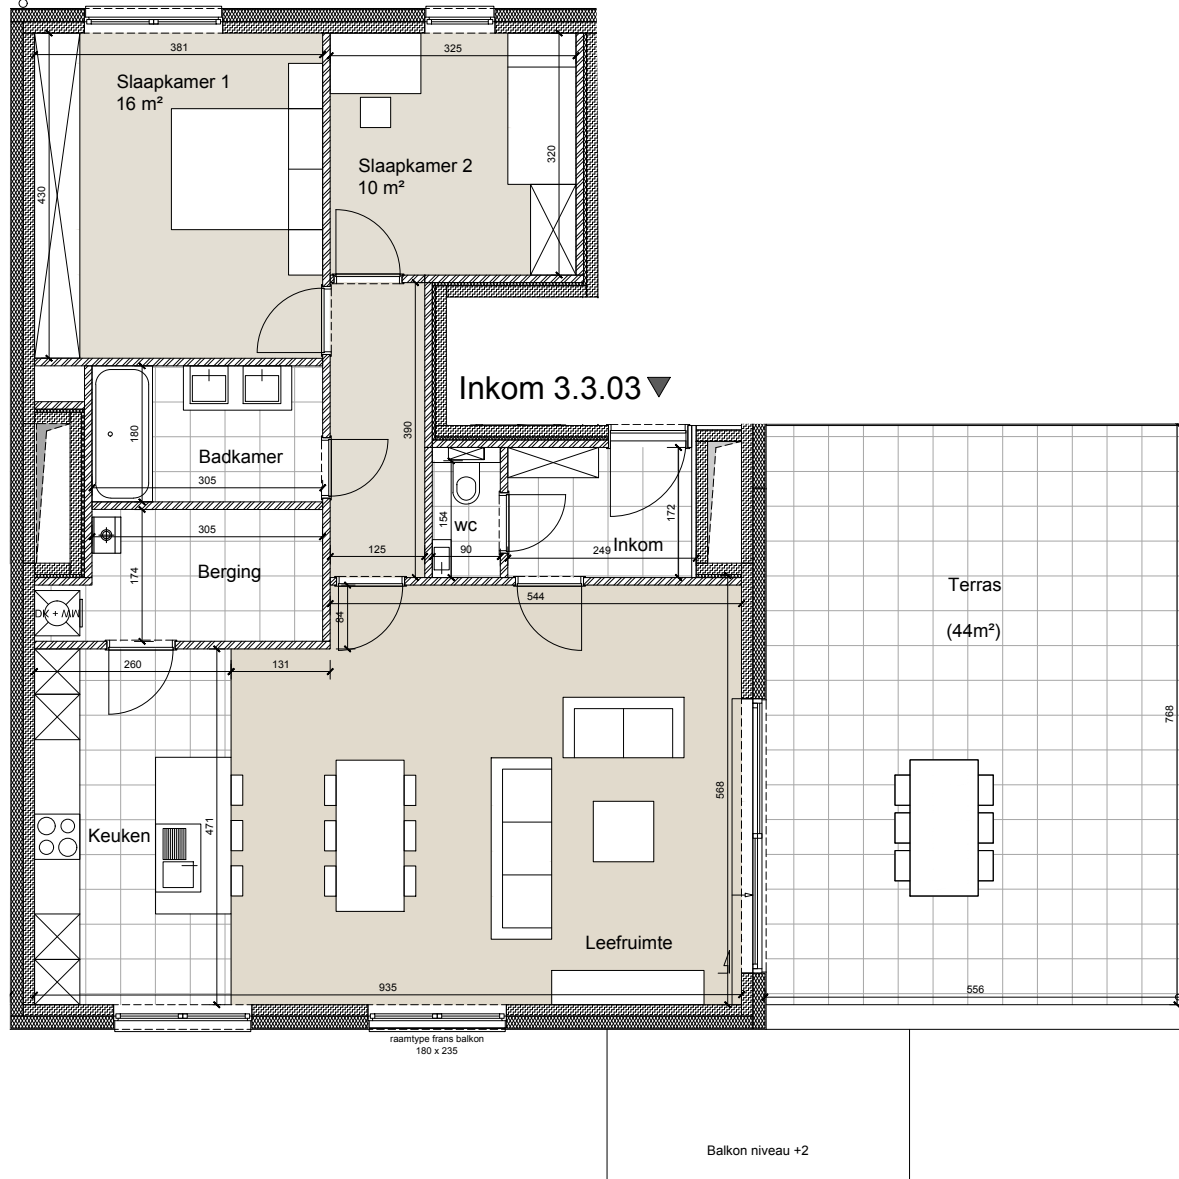 381
325
Slaapkamer 1
16 m²
Slaapkamer 2
10 m²
430
320
Inkom 3.3.03
390
180
Badkamer
305
154
wc
90
172
249
Inkom
305
125
174
Berging
DK + WM
544
84
Terras
(44m²)
260
131
768
568
471
Keuken
Leefruimte
935
556
raamtype frans balkon
180 x 235
Balkon niveau +2